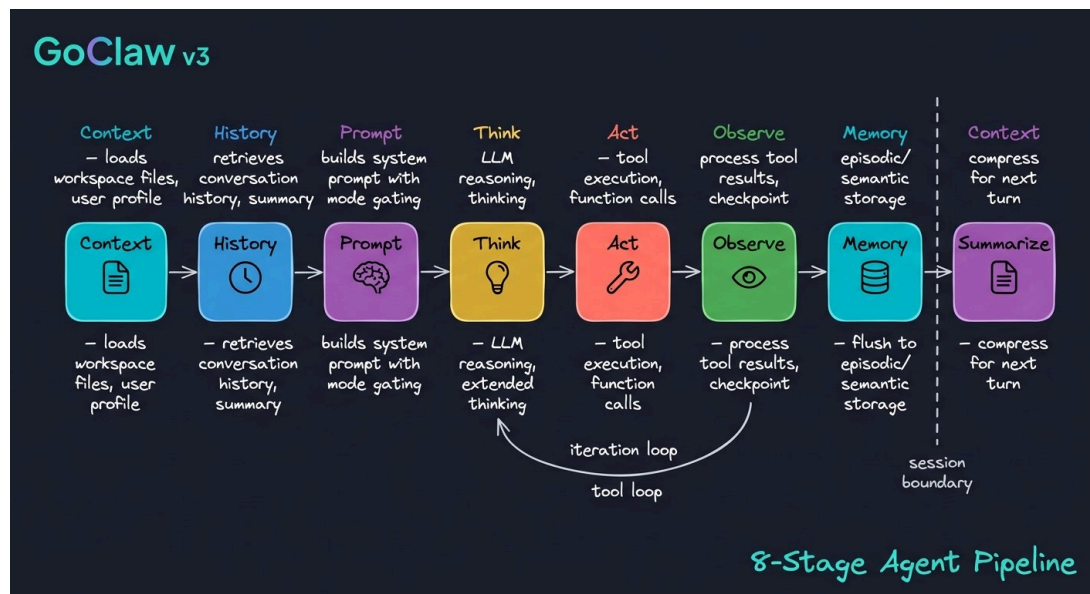 GoClaw v3
Context
– loads
workspace files,
user profile
History
retrieves
conversation
history, summary
Prompt
builds system
prompt with
mode gating
Think
LLM
reasoning,
thinking
Act
– tool
execution,
function calls
Observe
process tool
results,
checkpoint
Memory
episodic/
semantic
storage
Context
compress
for next
turn
Context
History
Prompt
Think
Act
Observe
Memory
Summarize
– loads
workspace
files, user
profile
– retrieves
conversation
history,
summary
builds system
prompt with
mode gating
– LLM
reasoning,
extended
thinking
– tool
execution,
function
calls
– process
tool results,
checkpoint
– flush to
episodic/
semantic
storage
– compress
for next
turn
iteration loop
tool loop
session
boundary
8-Stage Agent Pipeline